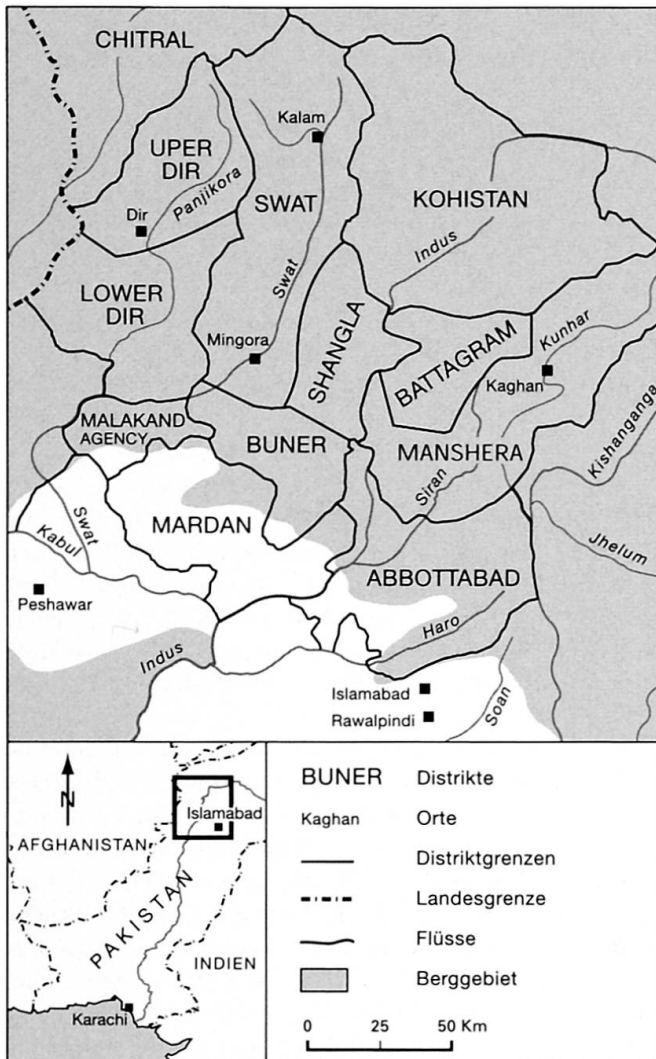 CHITRAL
Kalam
UPER
DIR
Panjikora
SWAT
KOHISTAN
Dir
Indus
LOWER
DIR
Swat
Mingora
SHANGLA
BATTAGRAM
Kunhar
Kaghan
MALAKAND
AGENCY
BUNER
MANSHERA
Kishanganga
Siran
Swat
MARDAN
Kabul
Jhelum
ABBOTTABAD
Peshawar
Haro
Indus
Islamabad
Rawalpindi
Soan
N
Islamabad
AFGHANISTAN
PAKISTAN
INDIEN
Karachi
BUNER Distrikte
Kaghan Orte
Distriktgrenzen
Landesgrenze
Flüsse
Berggebiet
0 25 50 Km